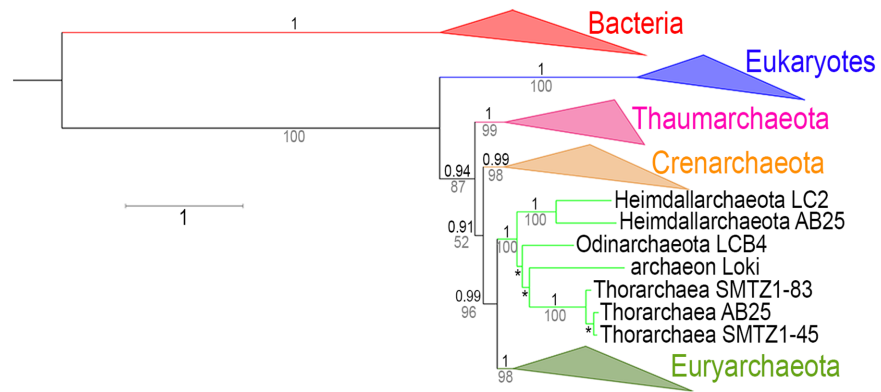 1
Bacteria
1
Eukaryotes
100
100
1
Thaumarchaeota
99
0.99
Crenarchaeota
98
0.94
87
1
Heimdallarchaeota LC2
100
Heimdallarchaeota AB25
0.91
52
1
100
Odinarchaeota LCB4
*
archaeon Loki
*
1
Thorarchaea SMTZ1-83
100
Thorarchaea AB25
*
Thorarchaea SMTZ1-45
0.99
96
1
98
Euryarchaeota
1